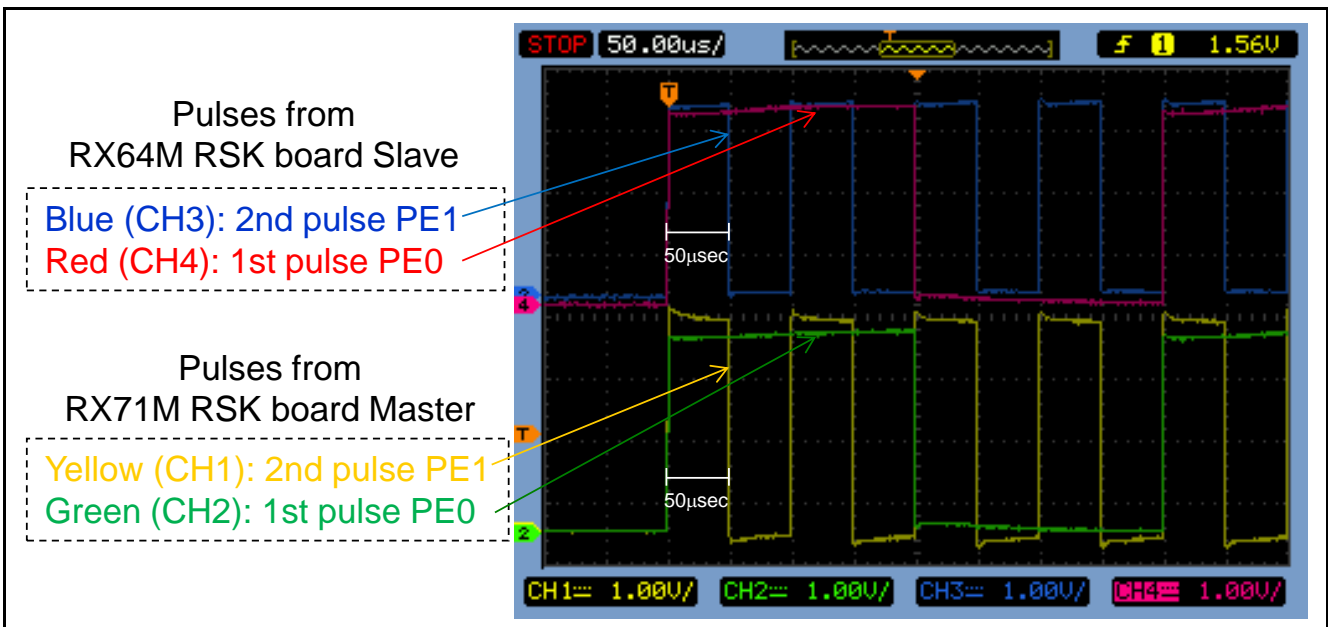 STOP 50.00us/ T f 1 1.56V
Pulses from
RX64M RSK board Slave
Blue (CH3): 2nd pulse PE1
Red (CH4): 1st pulse PE0
T
50μsec
4
Pulses from
RX71M RSK board Master
Yellow (CH1): 2nd pulse PE1
Green (CH2): 1st pulse PE0
T
50μsec
2
CH1 1.00V/ CH2 1.00V/ CH3 1.00V/ CH4 1.00V/